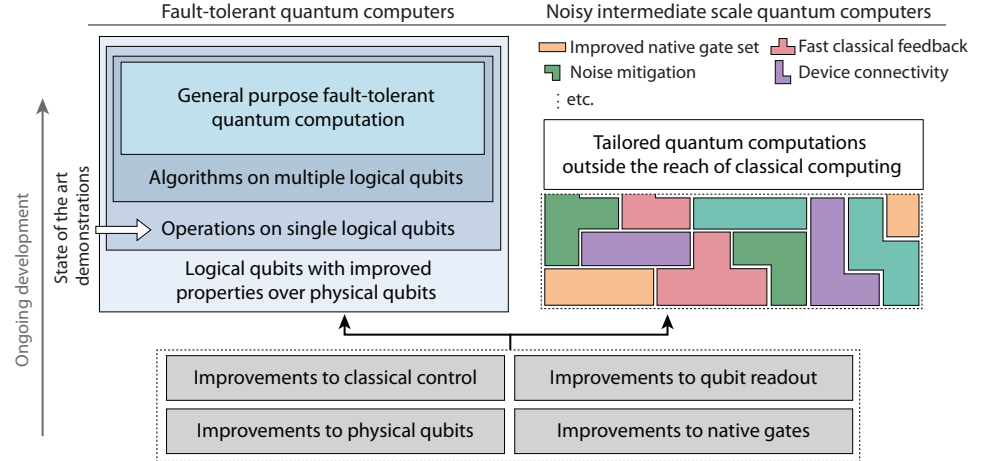 Fault-tolerant quantum computers
Noisy intermediate scale quantum computers
Improved native gate set
Fast classical feedback
Noise mitigation
Device connectivity
⋮ etc.
General purpose fault-tolerant
quantum computation
Algorithms on multiple logical qubits
Operations on single logical qubits
Logical qubits with improved
properties over physical qubits
Tailored quantum computations
outside the reach of classical computing
Ongoing development
State of the art
demonstrations
Improvements to classical control
Improvements to qubit readout
Improvements to physical qubits
Improvements to native gates